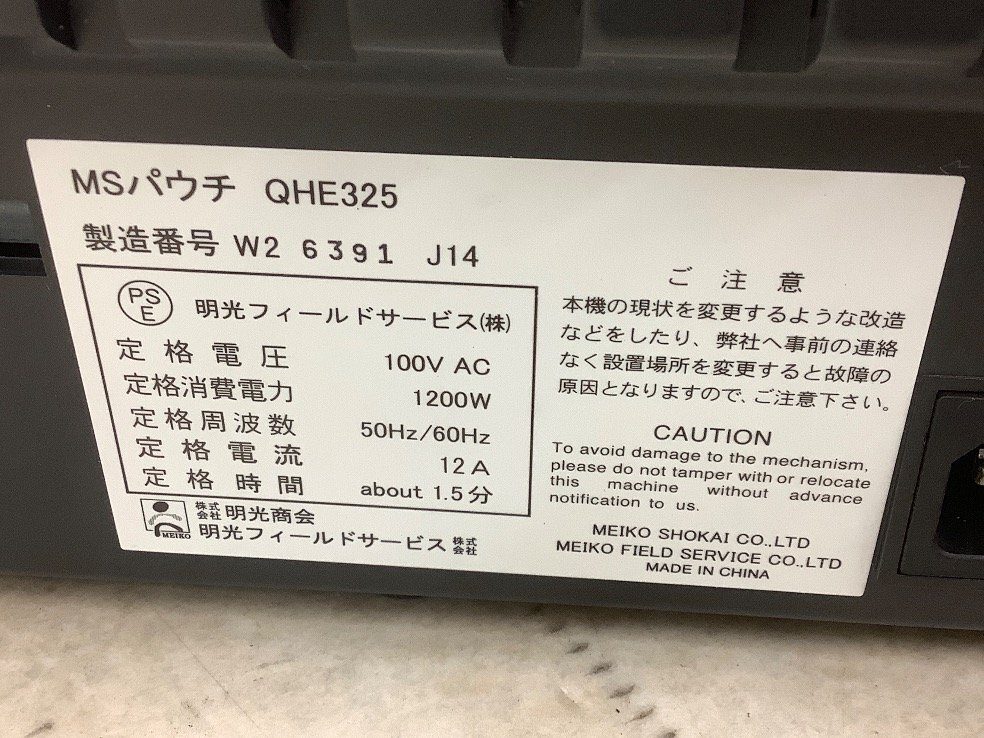 MSパウチ QHE325
製造番号 W2 6391 J14
PS
E
明光フィールドサービス(株)
定格電圧 100V AC
定格消費電力 1200W
定格周波数 50Hz/60Hz
定格電流 12A
定格時間 about 1.5分
MEIKO
株式会社 明光商会
明光フィールドサービス 株式会社
ご注意
本機の現状を変更するような改造
などをしたり、弊社へ事前の連絡
なく設置場所を変更すると故障の
原因となりますので、ご注意下さい。
CAUTION
To avoid damage to the mechanism,
please do not tamper with or relocate
this machine without advance
notification to us.
MEIKO SHOKAI CO.,LTD
MEIKO FIELD SERVICE CO.,LTD
MADE IN CHINA